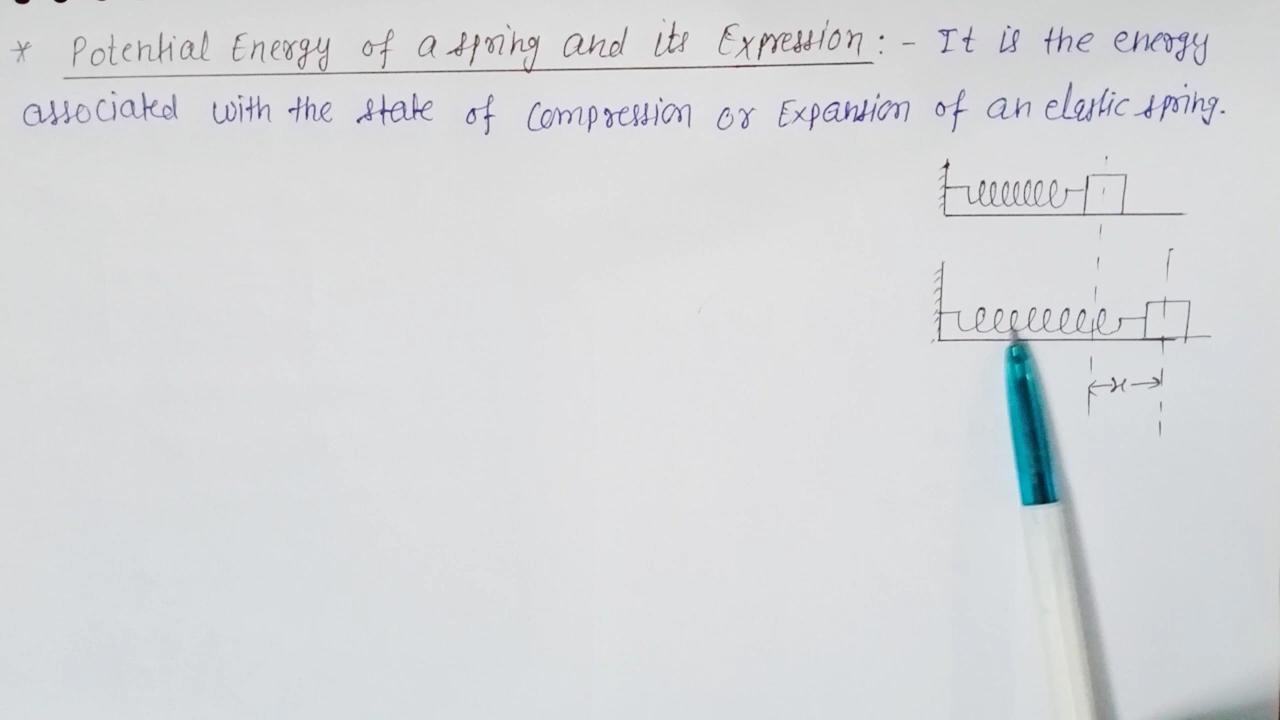 * Potential Energy of a spring and its Expression : - It is the energy
associated with the state of compression or Expansion of an elastic spring.
x